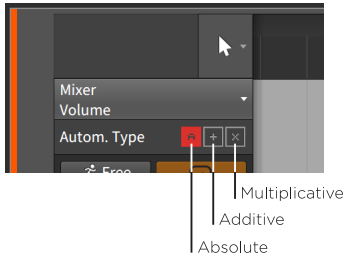 Mixer
Volume
Autom. Type
Free
Multiplicative
Additive
Absolute